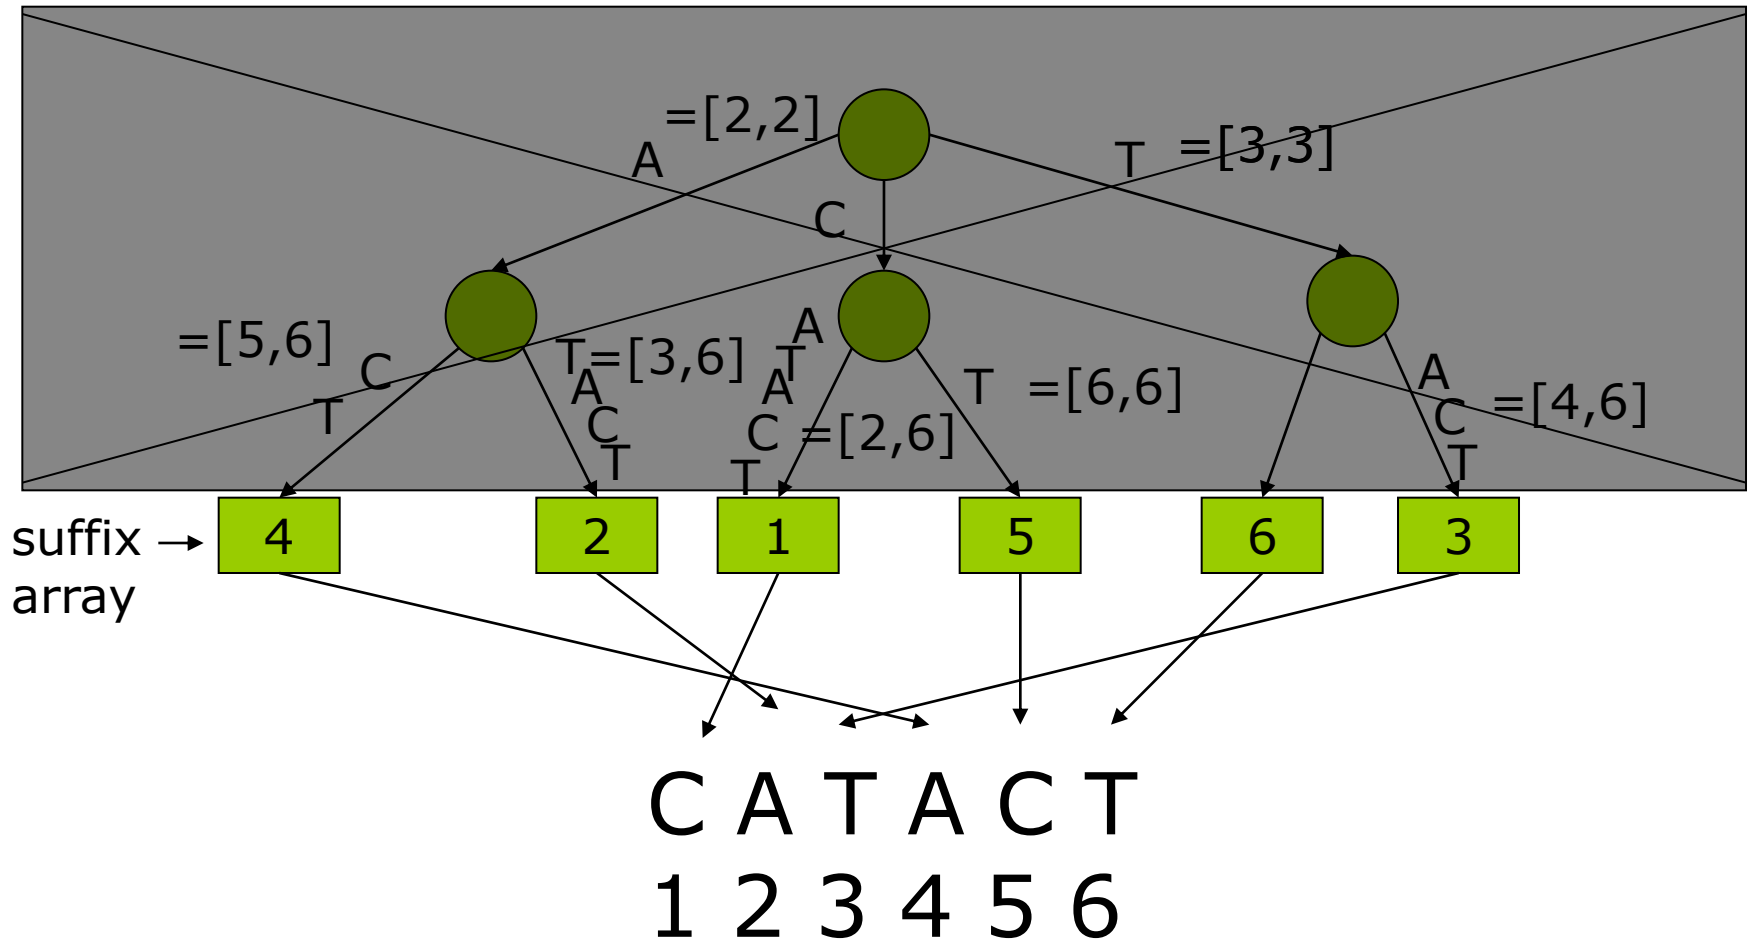 =[2,2]
A
T =[3,3]
C
=[5,6]
C
T
T=[3,6]
A
C
T
A
T
A
C =[2,6]
T
T =[6,6]
A
C =[4,6]
T
suffix
array
4 2 1 5 6 3
C A T A C T
1 2 3 4 5 6